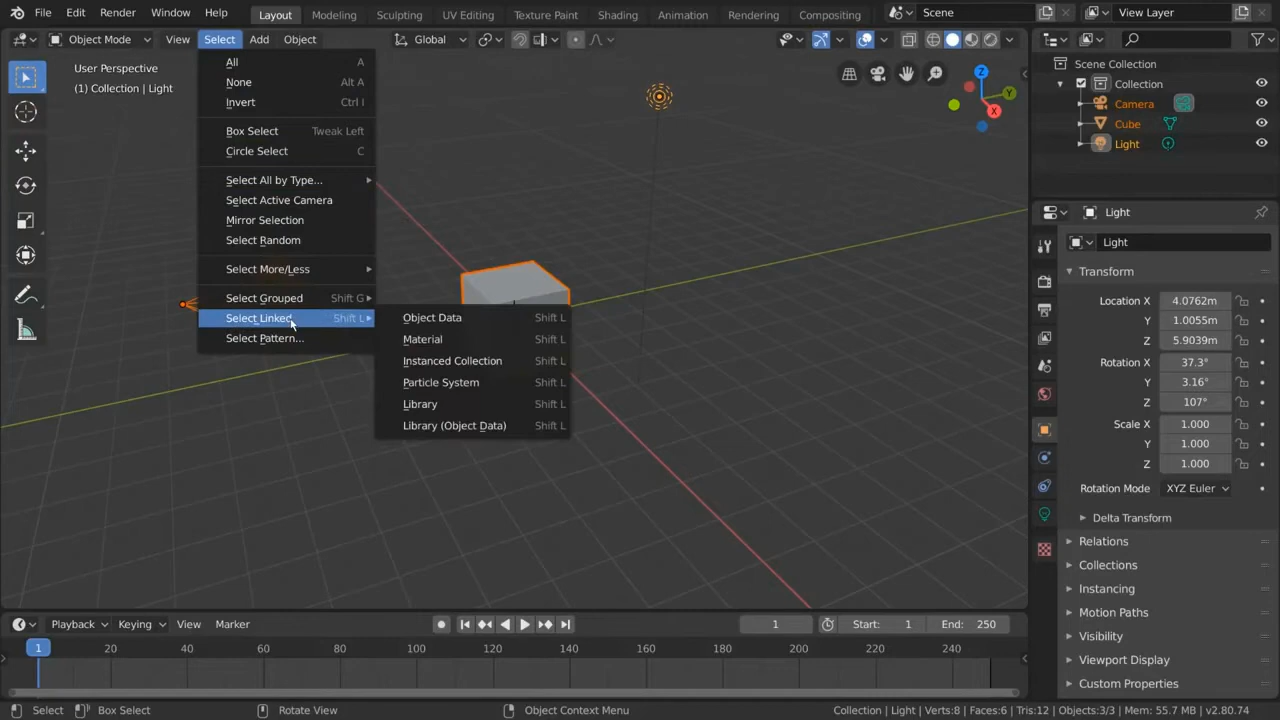 File Edit Render Window Help Layout Modeling Sculpting UV Editing Texture Paint Shading Animation Rendering Compositing Scene View Layer
Object Mode View Select Add Object Global
User Perspective
(1) Collection | Light
All A
None Alt A
Invert Ctrl I
Box Select Tweak Left
Circle Select C
Select All by Type...
Select Active Camera
Mirror Selection
Select Random
Select More/Less
Select Grouped Shift G
Select Linked Shift L
Select Pattern...
Object Data Shift L
Material Shift L
Instanced Collection Shift L
Particle System Shift L
Library Shift L
Library (Object Data) Shift L
Z
Y
X
Scene Collection
Collection
Camera
Cube
Light
Light
Light
Transform
Location X 4.0762m
Y 1.0055m
Z 5.9039m
Rotation X 37.3°
Y 3.16°
Z 107°
Scale X 1.000
Y 1.000
Z 1.000
Rotation Mode XYZ Euler
Delta Transform
Relations
Collections
Instancing
Motion Paths
Visibility
Viewport Display
Custom Properties
Playback Keying View Marker 1 Start: 1 End: 250
1 20 40 60 80 100 120 140 160 180 200 220 240
Select Box Select Rotate View Object Context Menu Collection | Light | Verts:8 | Faces:6 | Tris:12 | Objects:3/3 | Mem: 55.7 MB | v2.80.74